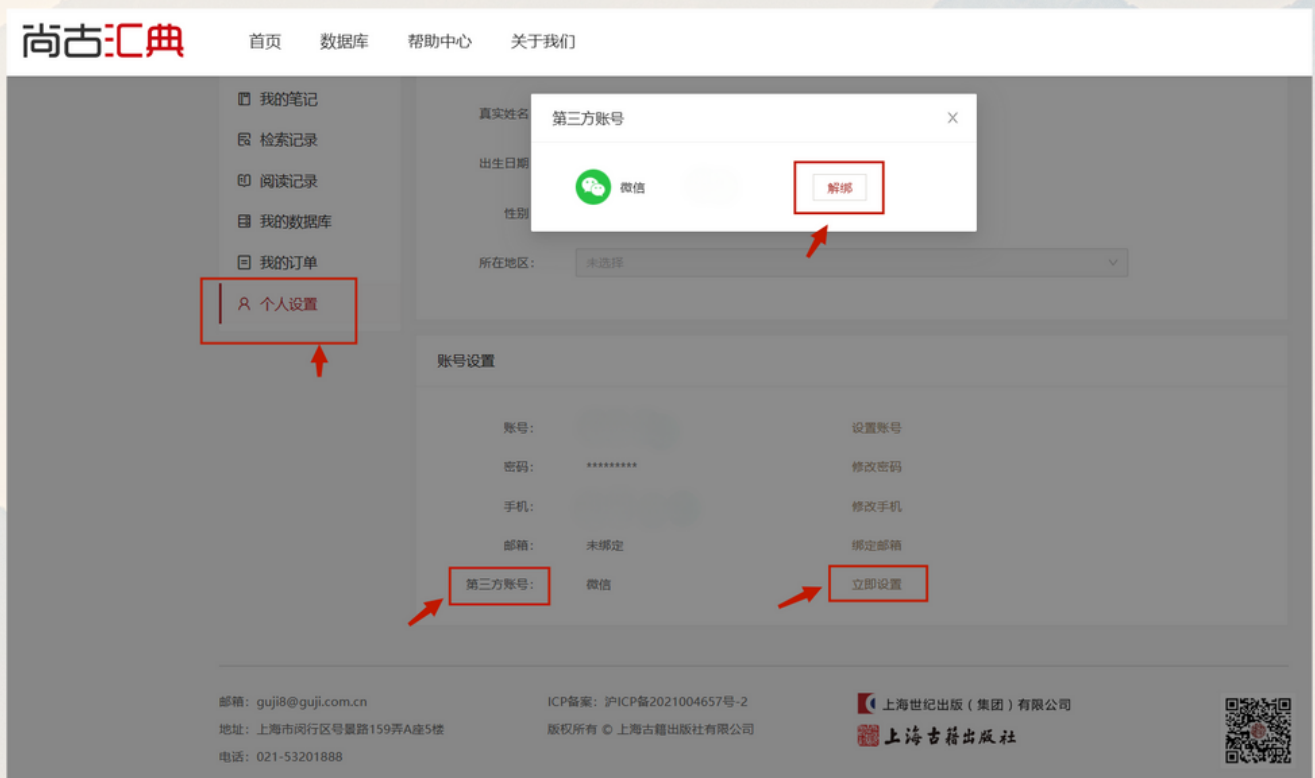 尚古汇典
首页 数据库 帮助中心 关于我们
我的笔记
检索记录
阅读记录
我的数据库
我的订单
个人设置
真实姓名
出生日期
性别
所在地区： 未选择
第三方账号
微信 解绑
账号设置
账号： 设置账号
密码： ********* 修改密码
手机： 修改手机
邮箱： 未绑定 绑定邮箱
第三方账号： 微信 立即设置
邮箱：guji8@guji.com.cn
地址：上海市闵行区号景路159弄A座5楼
电话：021-53201888
ICP备案：沪ICP备2021004657号-2
版权所有 © 上海古籍出版社有限公司
上海世纪出版（集团）有限公司
上海古籍出版社